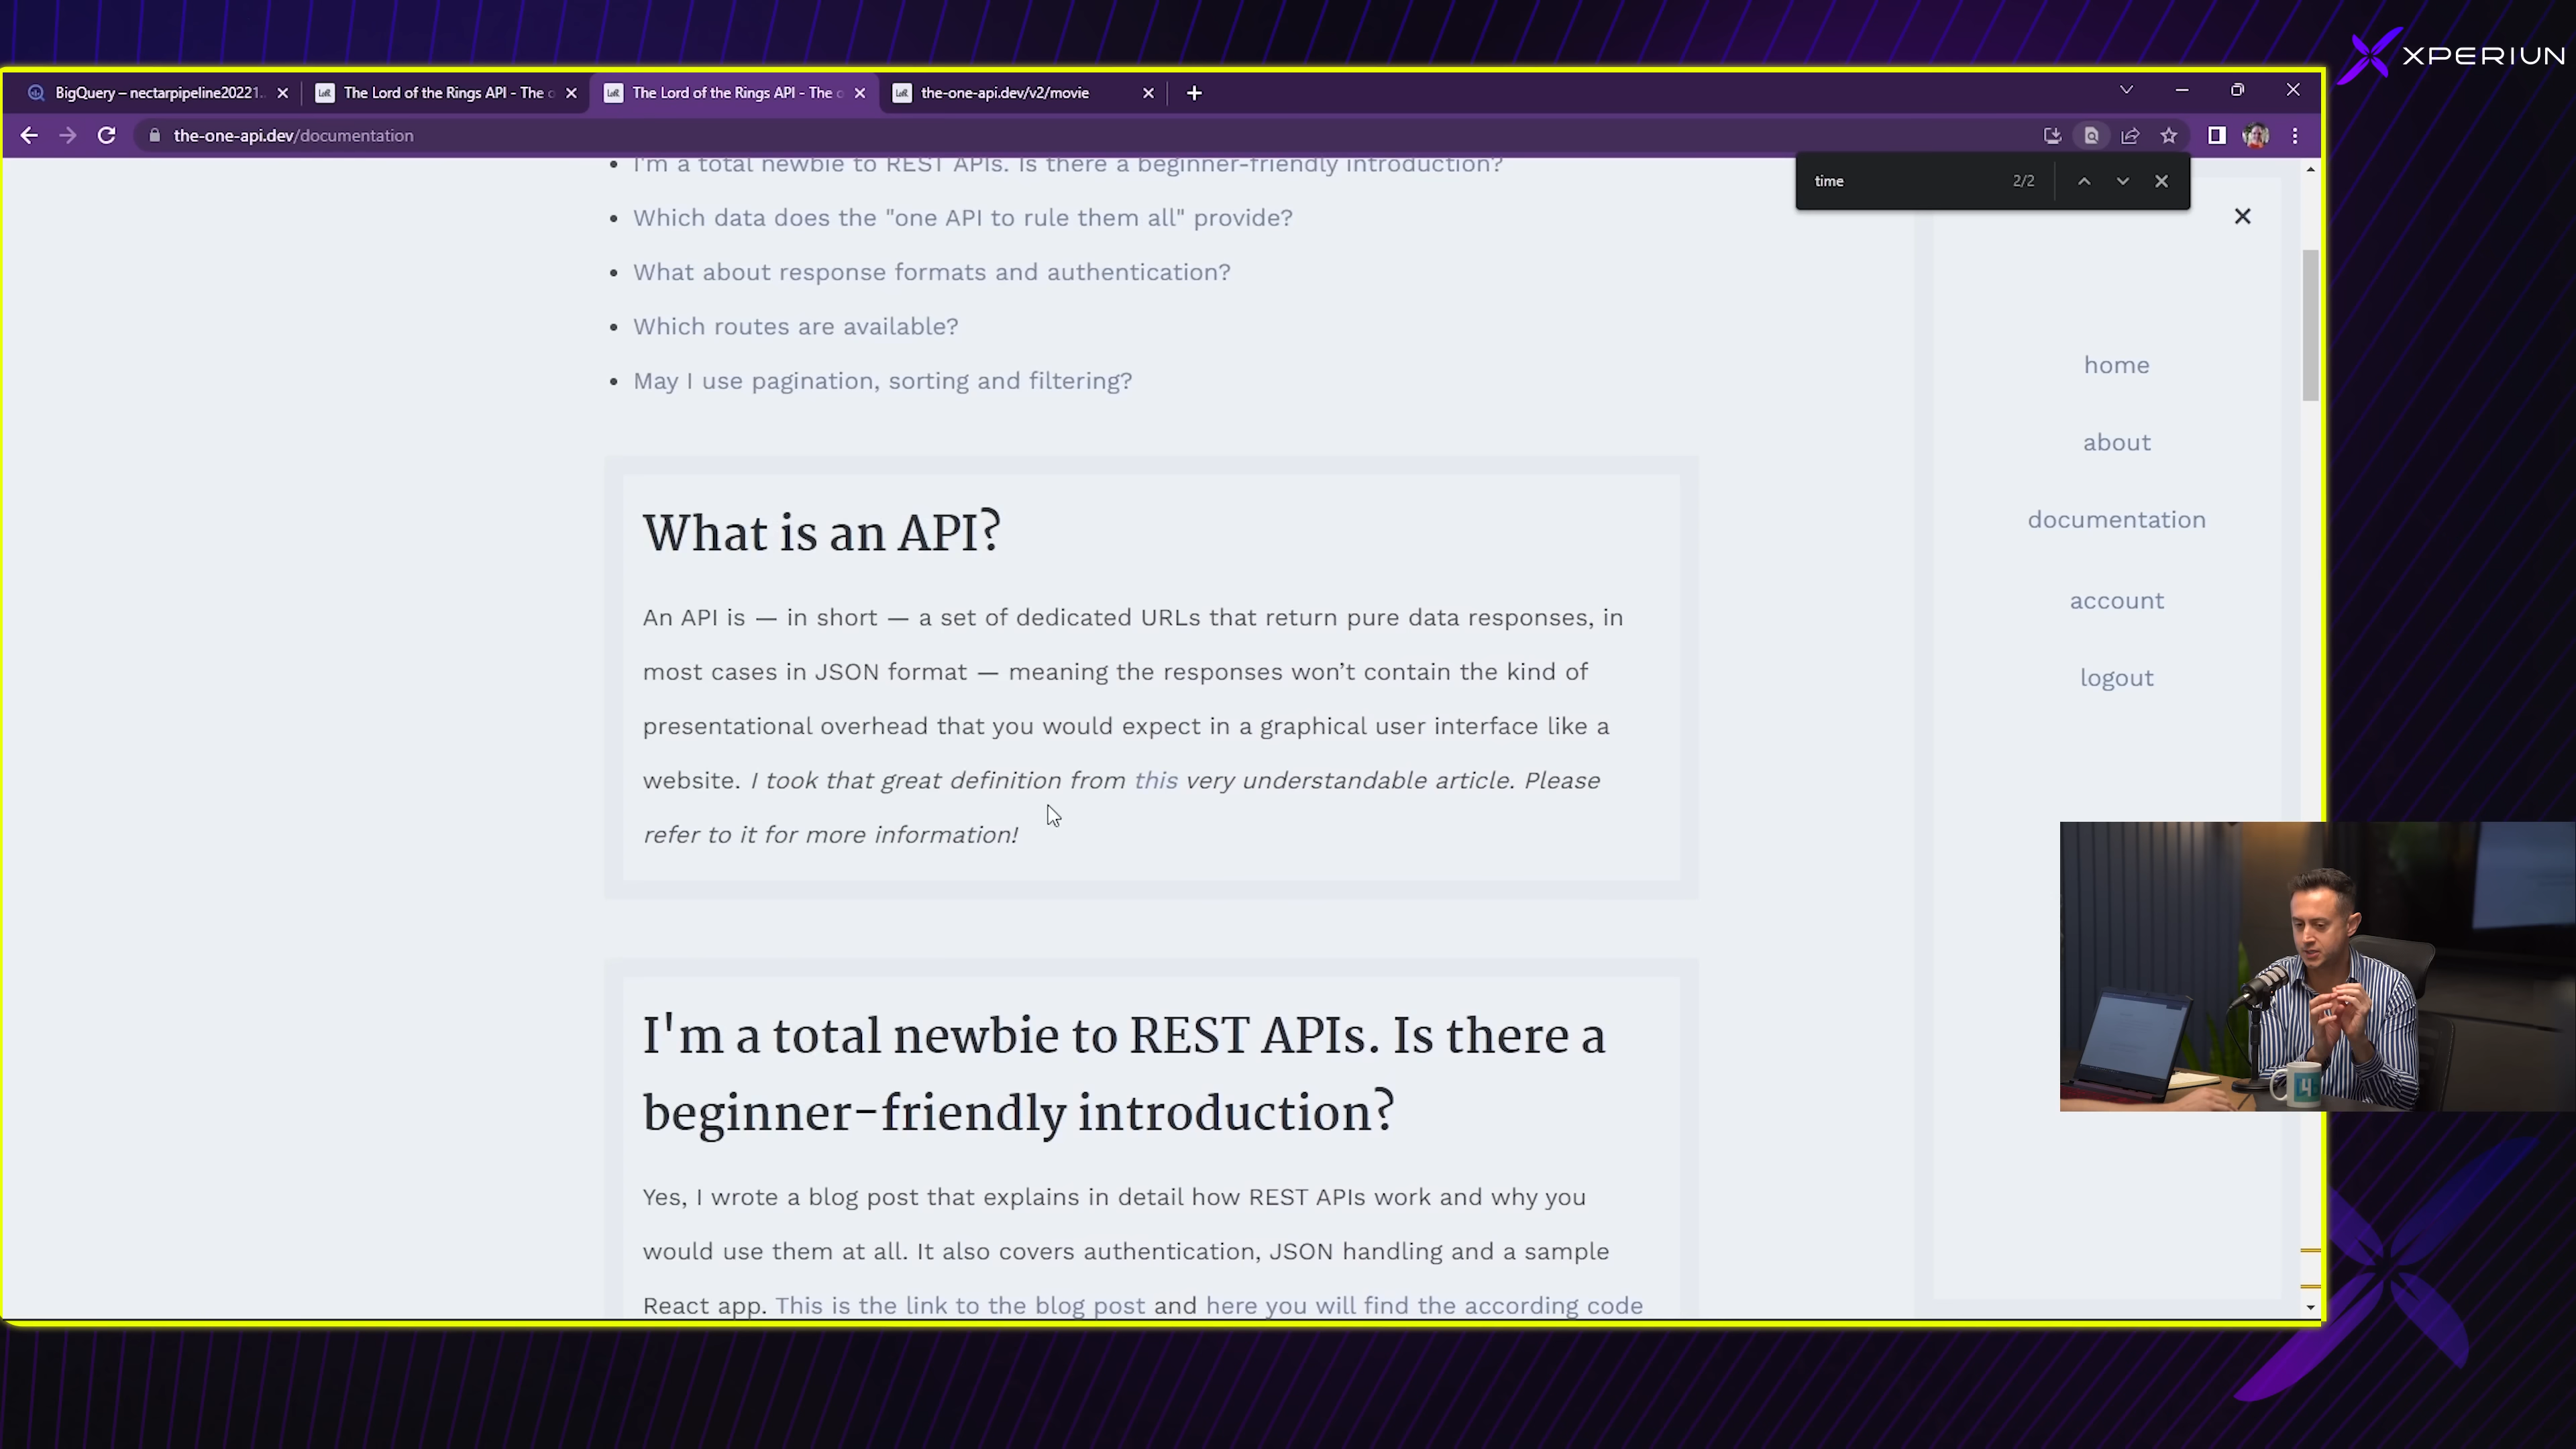 XPERIUN
BigQuery – nectarpipeline20221..
The Lord of the Rings API - The o
The Lord of the Rings API - The o
the-one-api.dev/v2/movie
the-one-api.dev/documentation
time
2/2
I'm a total newbie to REST APIs. Is there a beginner-friendly introduction?
Which data does the "one API to rule them all" provide?
What about response formats and authentication?
Which routes are available?
May I use pagination, sorting and filtering?
What is an API?
An API is — in short — a set of dedicated URLs that return pure data responses, in
most cases in JSON format — meaning the responses won’t contain the kind of
presentational overhead that you would expect in a graphical user interface like a
website. I took that great definition from this very understandable article. Please
refer to it for more information!
I'm a total newbie to REST APIs. Is there a
beginner-friendly introduction?
Yes, I wrote a blog post that explains in detail how REST APIs work and why you
would use them at all. It also covers authentication, JSON handling and a sample
React app. This is the link to the blog post and here you will find the according code
home
about
documentation
account
logout